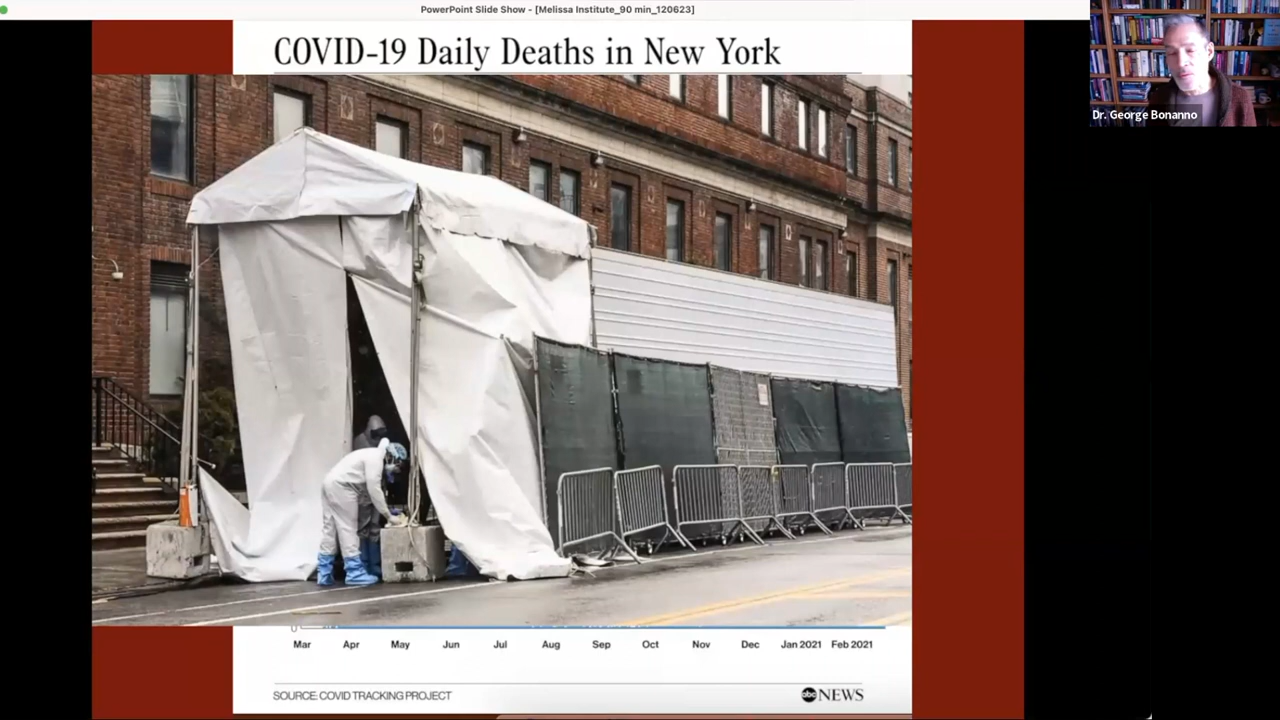 PowerPoint Slide Show - [Melissa Institute_90 min_120623]
COVID-19 Daily Deaths in New York
Dr. George Bonanno
0
Mar Apr May Jun Jul Aug Sep Oct Nov Dec Jan 2021 Feb 2021
SOURCE: COVID TRACKING PROJECT
abc NEWS